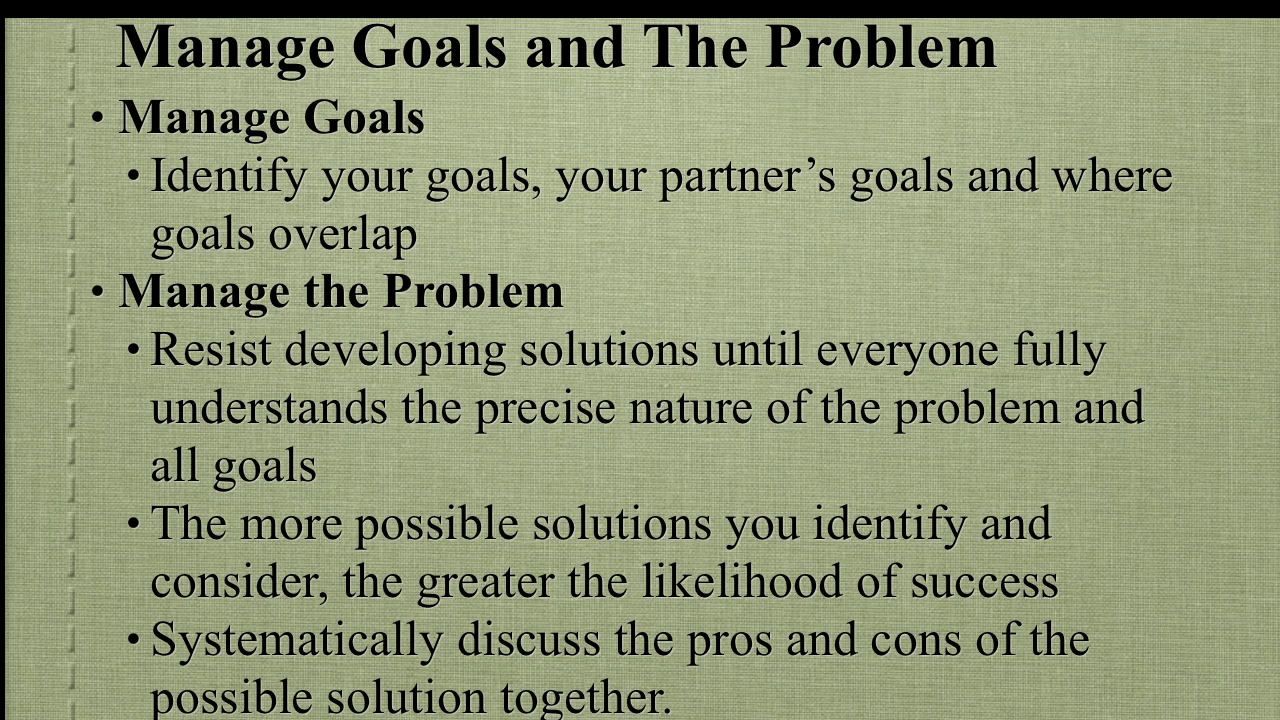 Manage Goals and The Problem
• Manage Goals
• Identify your goals, your partner’s goals and where
goals overlap
• Manage the Problem
• Resist developing solutions until everyone fully
understands the precise nature of the problem and
all goals
• The more possible solutions you identify and
consider, the greater the likelihood of success
• Systematically discuss the pros and cons of the
possible solution together.